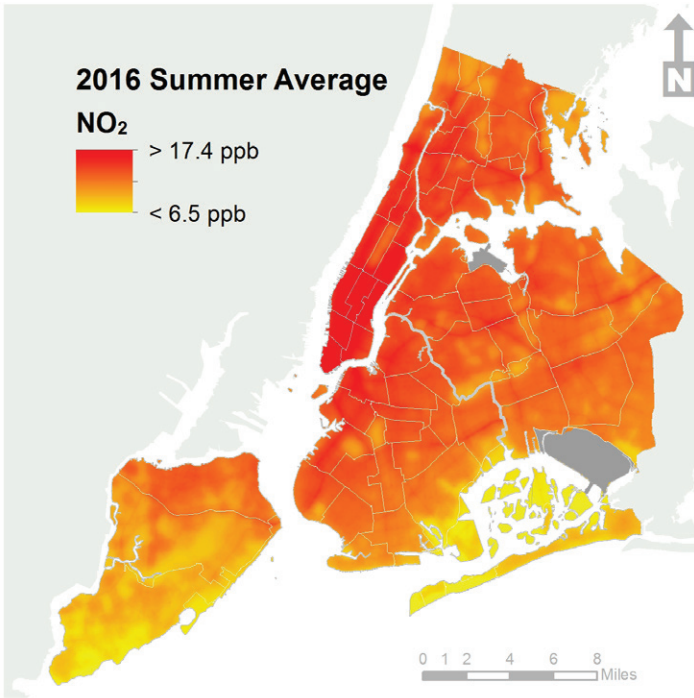 2016 Summer Average
NO₂
> 17.4 ppb
< 6.5 ppb
N
0 1 2 4 6 8
Miles